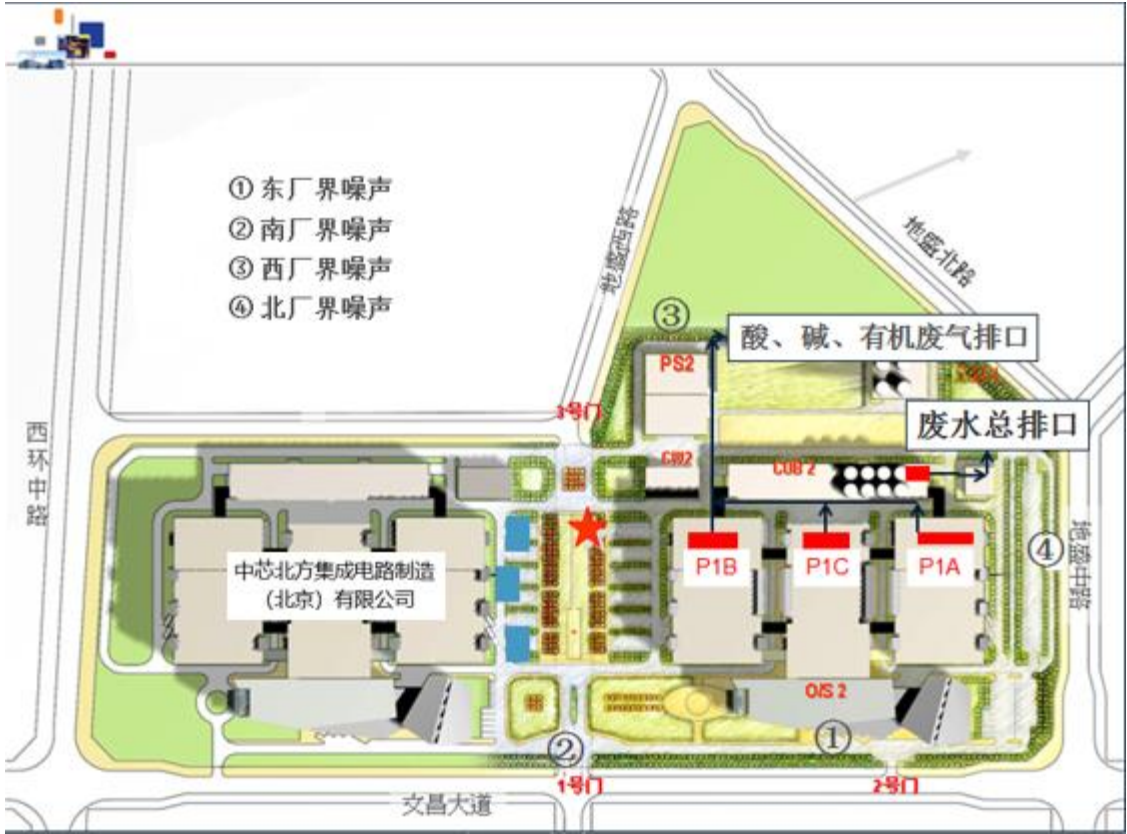 ①东厂界噪声
②南厂界噪声
③西厂界噪声
④北厂界噪声
地盛西路
地盛北路
③
酸、碱、有机废气排口
PS2
3号门
废水总排口
西环中路
CW2
CUB 2
中芯北方集成电路制造
（北京）有限公司
P1B
P1C
P1A
④
地盛中路
O/S 2
②
①
1号门
2号门
文昌大道